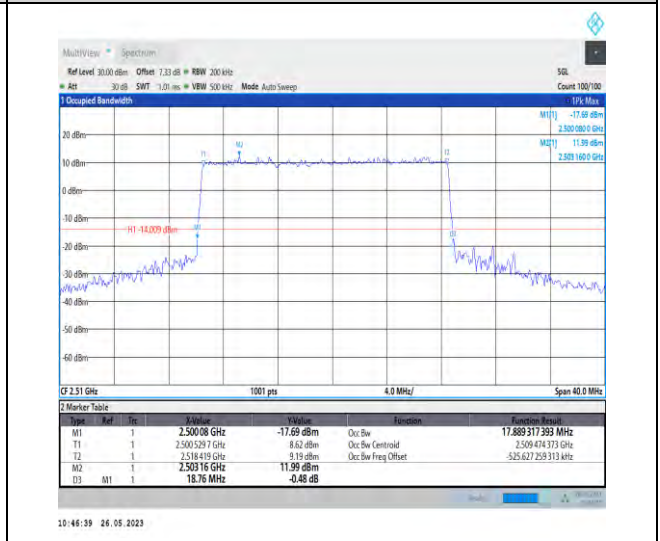 MultiView Spectrum
Ref Level 30.00 dBm Offset 7.33 dB RBW 200 kHz SGL
Att 30 dB SWT 1.01 ms VBW 500 kHz Mode Auto Sweep Count 100/100
1 Occupied Bandwidth 1Pk Max
M1[1] -17.69 dBm
2.500 080 0 GHz
M2[1] 11.99 dBm
2.503 160 0 GHz
20 dBm
T1 M2 T2
10 dBm
0 dBm
-10 dBm
H1 -14.009 dBm
M1
D3
-20 dBm
-30 dBm
-40 dBm
-50 dBm
-60 dBm
CF 2.51 GHz 1001 pts 4.0 MHz/ Span 40.0 MHz
2 Marker Table
Type Ref Trc X-Value Y-Value Function Function Result
M1 1 2.50008 GHz -17.69 dBm Occ Bw 17.889 317 393 MHz
T1 1 2.500 529 7 GHz 8.62 dBm Occ Bw Centroid 2.509 474 373 GHz
T2 1 2.518 419 GHz 9.19 dBm Occ Bw Freq Offset -525.627 259 313 kHz
M2 1 2.50316 GHz 11.99 dBm
D3 M1 1 18.76 MHz -0.48 dB
10:46:39 26.05.2023